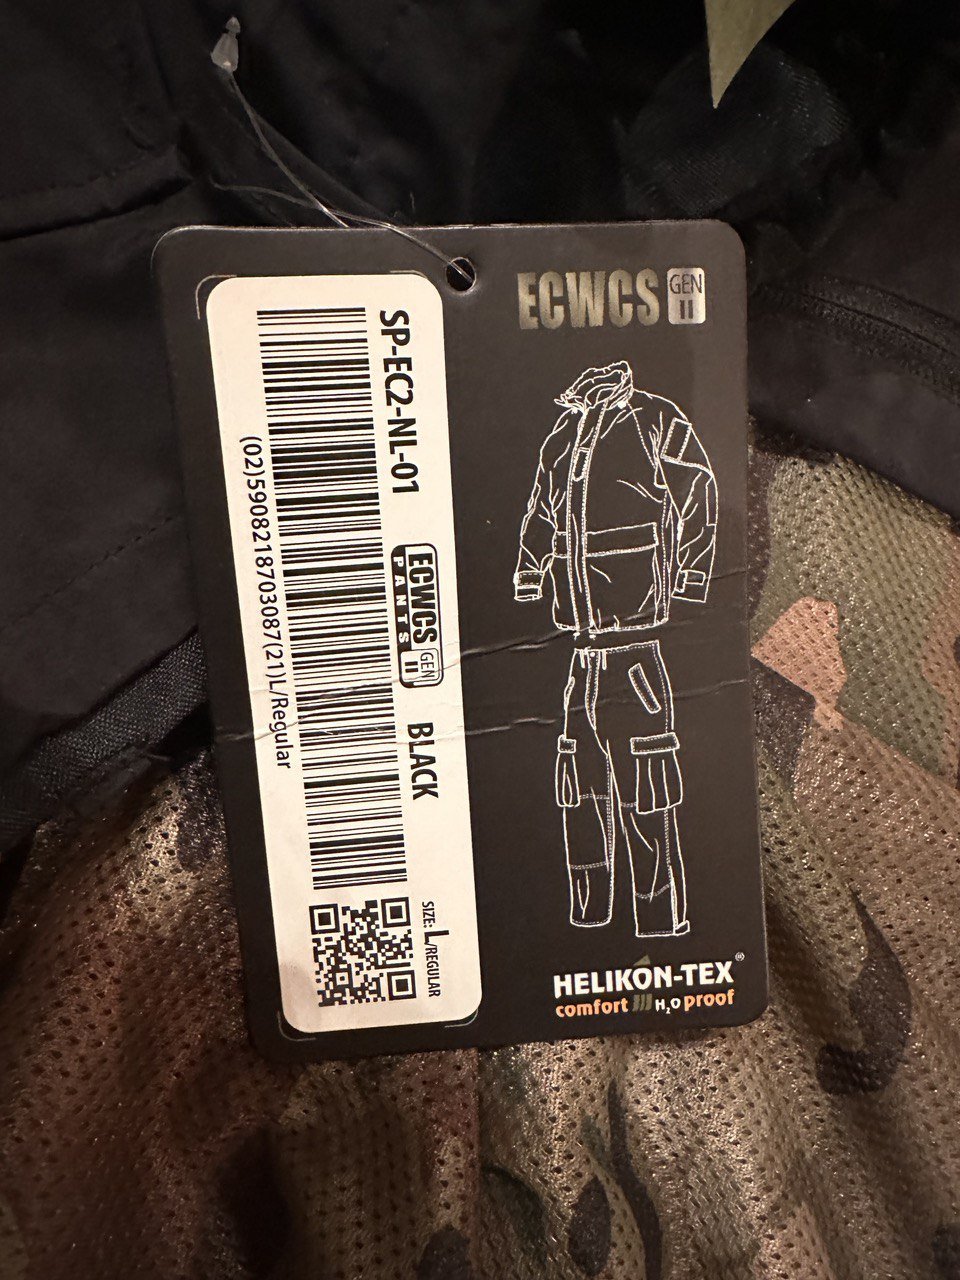 SP-EC2-NL-01
ECWCS GEN II
PANTS
BLACK
(02)5908218703087(21)L/Regular
SIZE: L/REGULAR
ECWCS GEN II
HELIKON-TEX®
comfort H₂O proof